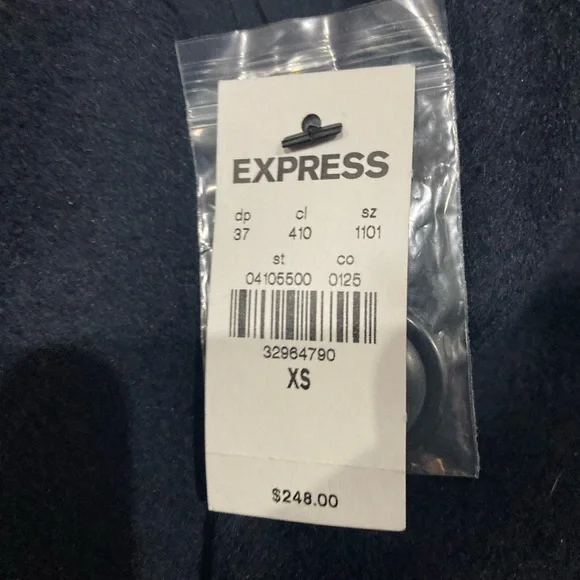 EXPRESS
dp cl sz
37 410 1101
st co
04105500 0125
32964790
XS
$248.00